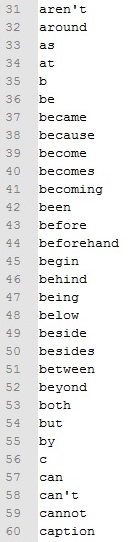 31 aren't
32 around
33 as
34 at
35 b
36 be
37 became
38 because
39 become
40 becomes
41 becoming
42 been
43 before
44 beforehand
45 begin
46 behind
47 being
48 below
49 beside
50 besides
51 between
52 beyond
53 both
54 but
55 by
56 c
57 can
58 can't
59 cannot
60 caption